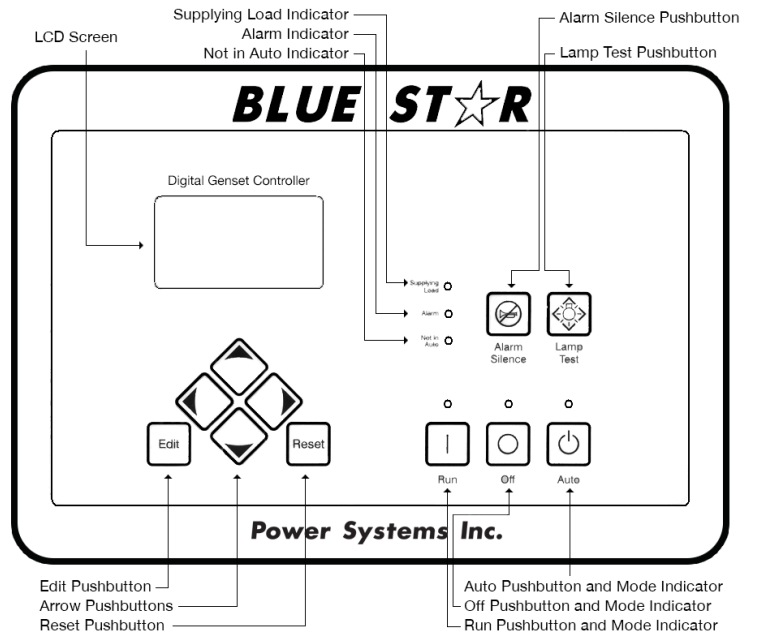 Supplying Load Indicator
Alarm Indicator
Not in Auto Indicator
LCD Screen
Alarm Silence Pushbutton
Lamp Test Pushbutton
BLUE ST☆R
Digital Genset Controller
Supplying
Load
Alarm
Not in
Auto
Alarm
Silence
Lamp
Test
Edit
Reset
Run
Off
Auto
Power Systems Inc.
Edit Pushbutton
Arrow Pushbuttons
Reset Pushbutton
Auto Pushbutton and Mode Indicator
Off Pushbutton and Mode Indicator
Run Pushbutton and Mode Indicator